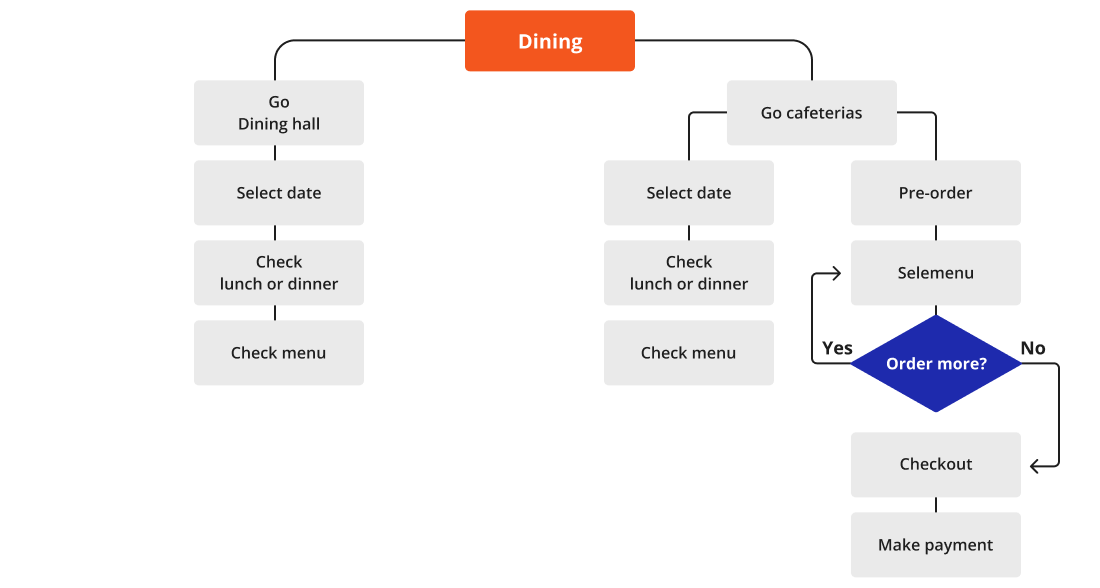 Dining
Go
Dining hall
Select date
Check
lunch or dinner
Check menu
Go cafeterias
Select date
Check
lunch or dinner
Check menu
Pre-order
Selemenu
Order more?
Yes
No
Checkout
Make payment